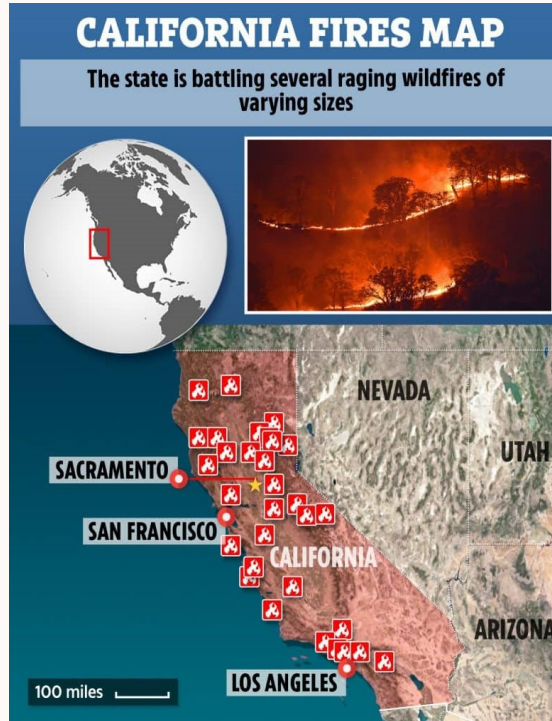 CALIFORNIA FIRES MAP
The state is battling several raging wildfires of
varying sizes
NEVADA
UTAH
SACRAMENTO
SAN FRANCISCO
CALIFORNIA
ARIZONA
LOS ANGELES
100 miles